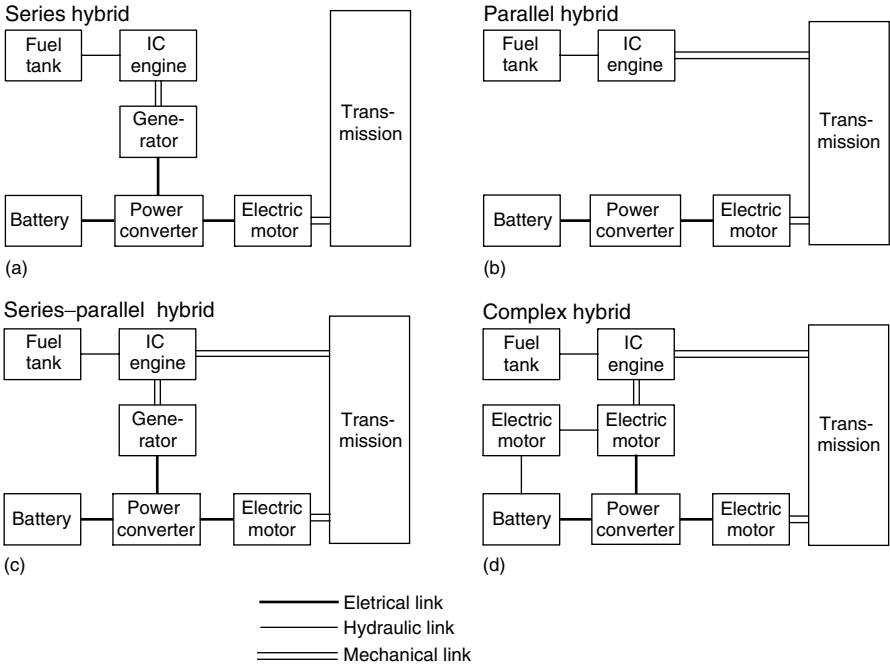 Series hybrid
Fuel
tank
IC
engine
Gene-
rator
Trans-
mission
Battery
Power
converter
Electric
motor
(a)
Parallel hybrid
Fuel
tank
IC
engine
Trans-
mission
Battery
Power
converter
Electric
motor
(b)
Series–parallel hybrid
Fuel
tank
IC
engine
Gene-
rator
Trans-
mission
Battery
Power
converter
Electric
motor
(c)
Complex hybrid
Fuel
tank
IC
engine
Electric
motor
Electric
motor
Trans-
mission
Battery
Power
converter
Electric
motor
(d)
Eletrical link
Hydraulic link
Mechanical link